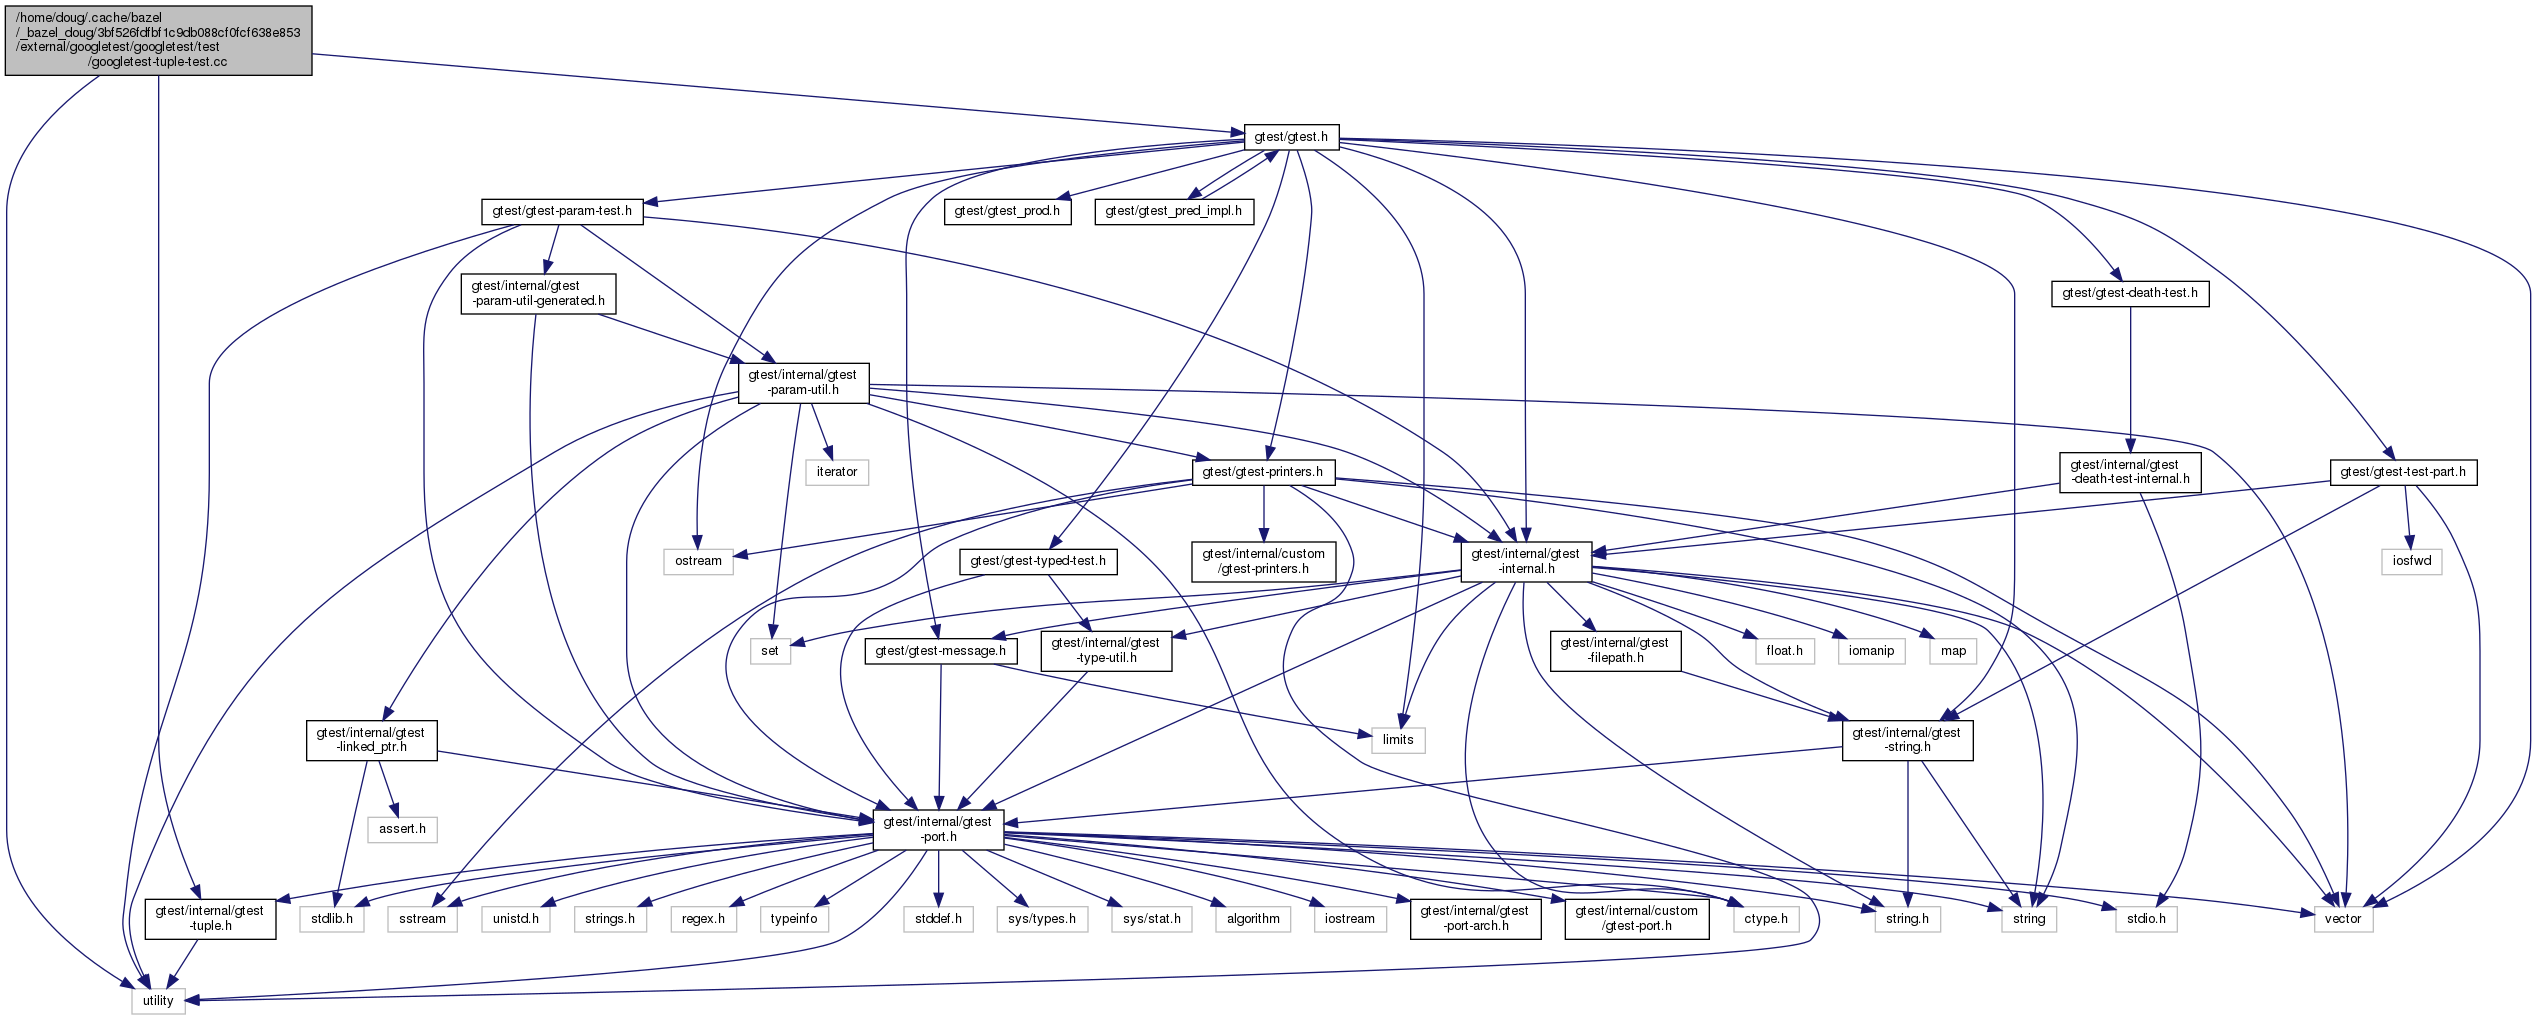 /home/doug/.cache/bazel
/_bazel_doug/3bf526fdfbf1c9db088cf0fcf638e853
/external/googletest/googletest/test
/googletest-tuple-test.cc
gtest/gtest.h
gtest/gtest-param-test.h
gtest/gtest_prod.h
gtest/gtest_pred_impl.h
gtest/internal/gtest
-param-util-generated.h
gtest/gtest-death-test.h
gtest/internal/gtest
-param-util.h
iterator
gtest/gtest-printers.h
gtest/internal/gtest
-death-test-internal.h
gtest/gtest-test-part.h
ostream
gtest/gtest-typed-test.h
gtest/internal/custom
/gtest-printers.h
gtest/internal/gtest
-internal.h
iosfwd
set
gtest/gtest-message.h
gtest/internal/gtest
-type-util.h
gtest/internal/gtest
-filepath.h
float.h
iomanip
map
gtest/internal/gtest
-linked_ptr.h
limits
gtest/internal/gtest
-string.h
assert.h
gtest/internal/gtest
-port.h
gtest/internal/gtest
-tuple.h
stdlib.h
sstream
unistd.h
strings.h
regex.h
typeinfo
stddef.h
sys/types.h
sys/stat.h
algorithm
iostream
gtest/internal/gtest
-port-arch.h
gtest/internal/custom
/gtest-port.h
ctype.h
string.h
string
stdio.h
vector
utility